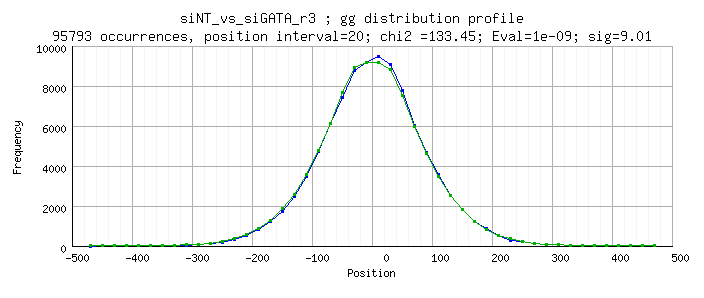 siNT_vs_siGATA_r3 ; gg distribution profile
95793 occurrences, position interval=20; chi2 =133.45; Eval=1e-09; sig=9.01
10000
8000
6000
4000
2000
0
Frequency
-500 -400 -300 -200 -100 0 100 200 300 400 500
Position